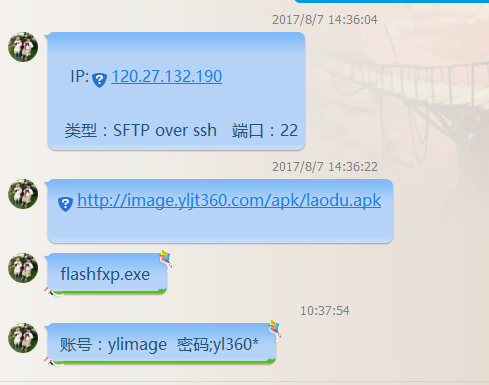 2017/8/7 14:36:04
IP: 120.27.132.190
类型：SFTP over ssh 端口：22
2017/8/7 14:36:22
http://image.yljt360.com/apk/laodu.apk
flashfxp.exe
10:37:54
账号：ylimage 密码;yl360*